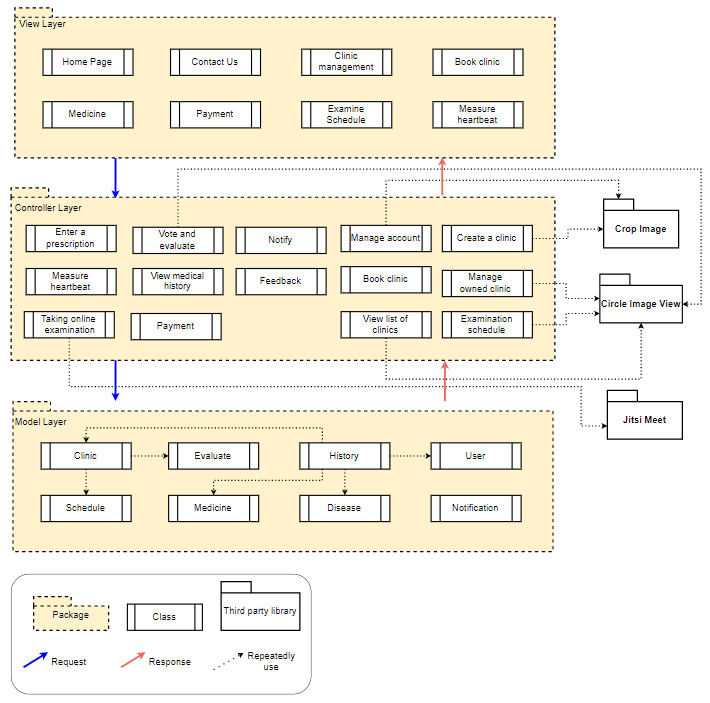 View Layer
Home Page
Contact Us
Clinic
management
Book clinic
Medicine
Payment
Examine
Schedule
Measure
heartbeat
Controller Layer
Enter a
prescription
Vote and
evaluate
Notify
Manage account
Create a clinic
Crop Image
Measure
heartbeat
View medical
history
Feedback
Book clinic
Manage
owned clinic
Circle Image View
Taking online
examination
Payment
View list of
clinics
Examination
schedule
Jitsi Meet
Model Layer
Clinic
Evaluate
History
User
Schedule
Medicine
Disease
Notification
Package
Class
Third party library
Request
Response
Repeatedly
use